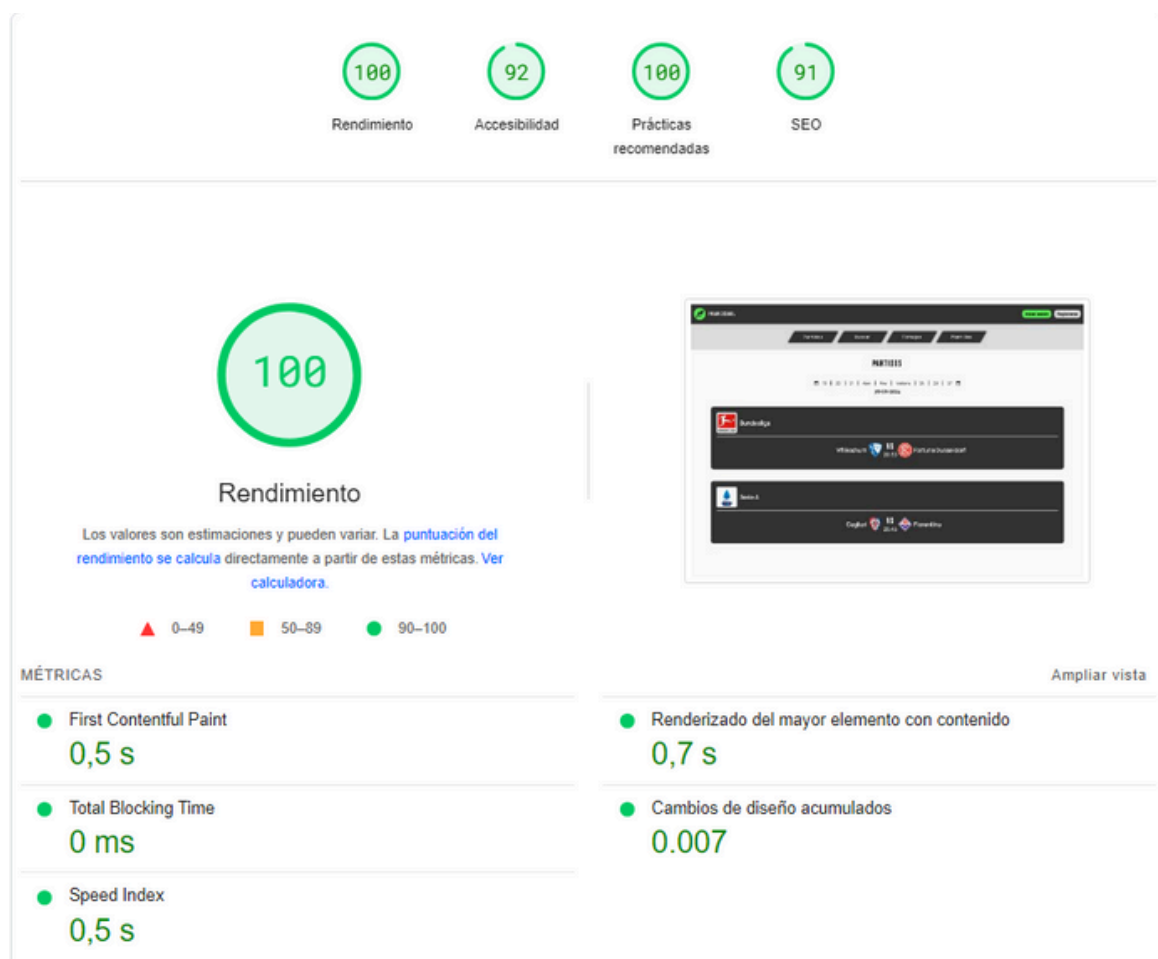 100
92
100
91
Rendimiento
Accesibilidad
Prácticas
recomendadas
SEO
100
Rendimiento
Los valores son estimaciones y pueden variar. La puntuación del
rendimiento se calcula directamente a partir de estas métricas. Ver
calculadora.
0–49
50–89
90–100
PARTIDOS
Bundesliga
Serie A
Cagliari
Fiorentina
MÉTRICAS
Ampliar vista
First Contentful Paint
0,5 s
Renderizado del mayor elemento con contenido
0,7 s
Total Blocking Time
0 ms
Cambios de diseño acumulados
0.007
Speed Index
0,5 s